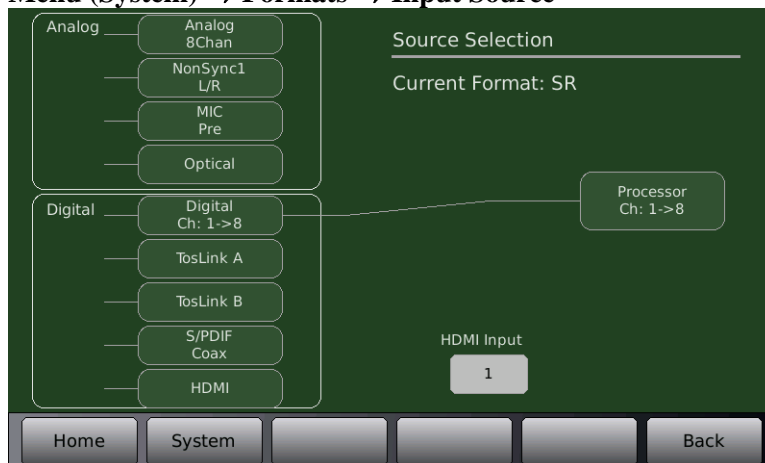 Menu (System) → Formats → Input Source
Analog
Analog
8Chan
NonSync1
L/R
MIC
Pre
Optical
Digital
Digital
Ch: 1->8
TosLink A
TosLink B
S/PDIF
Coax
HDMI
Source Selection
Current Format: SR
Processor
Ch: 1->8
HDMI Input
1
Home
System
Back